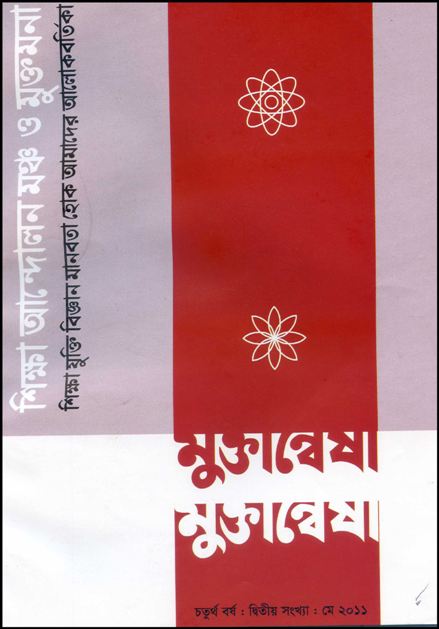 শিক্ষা আন্দোলন মঞ্চ ও মুক্তমনা
শিক্ষা যুক্তি বিজ্ঞান মানবতা হোক আমাদের আলোকবর্তিকা
মুক্তান্বেষা
মুক্তান্বেষা
চতুর্থ বর্ষ : দ্বিতীয় সংখ্যা : মে ২০১১